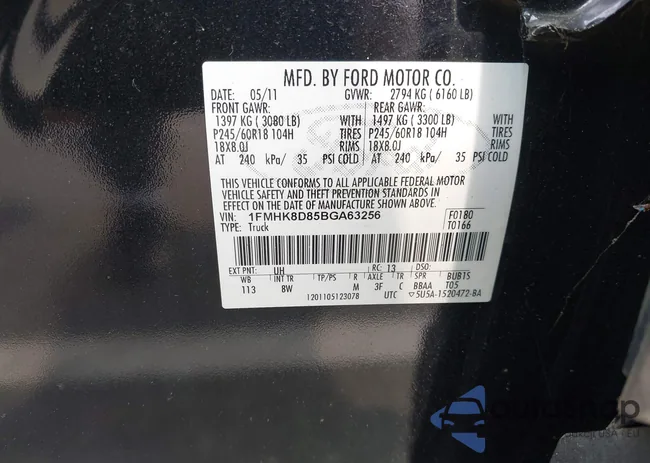 MFD. BY FORD MOTOR CO.
DATE: 05/11 GVWR: 2794 KG ( 6160 LB)
FRONT GAWR: REAR GAWR:
1397 KG ( 3080 LB) WITH 1497 KG ( 3300 LB) WITH
P245/60R18 104H TIRES P245/60R18 104H TIRES
18X8.0J RIMS 18X8.0J RIMS
AT 240 kPa/ 35 PSI COLD AT 240 kPa/ 35 PSI COLD
THIS VEHICLE CONFORMS TO ALL APPLICABLE FEDERAL MOTOR
VEHICLE SAFETY AND THEFT PREVENTION STANDARDS IN
EFFECT ON THE DATE OF MANUFACTURE SHOWN ABOVE.
VIN: 1FMHK8D85BGA63256 F0180
TYPE: Truck T0166
EXT PNT: UH RC: 13 DSO:
WB INT TR TP/PS R AXLE TR SPR BUB1S
113 8W M 3F C BBAA T05
1201105123078 UTC ▽5U5A-1520472-BA